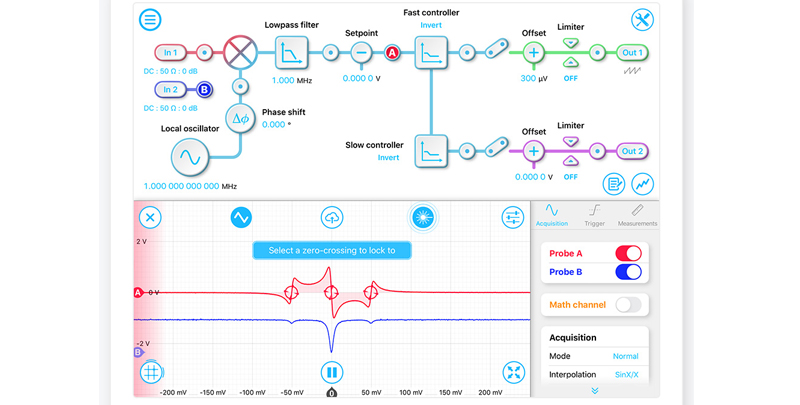 Fast controller
Invert
Lowpass filter
Setpoint
Offset
Limiter
In 1
A
Out 1
DC : 50 Ω : 0 dB
1.000 MHz
0.000 0 V
300 µV
OFF
In 2
B
DC : 50 Ω : 0 dB
Δϕ
Phase shift
0.000 °
Local oscillator
Slow controller
Invert
Offset
Limiter
Out 2
0.000 0 V
OFF
1.000 000 000 000 MHz
Select a zero-crossing to lock to
2 V
A
0 V
-2 V
B
-200 mV
-150 mV
-100 mV
-50 mV
0
50 mV
100 mV
150 mV
200 mV
Acquisition
Trigger
Measurements
Probe A
Probe B
Math channel
Acquisition
Mode
Normal
Interpolation
SinX/X